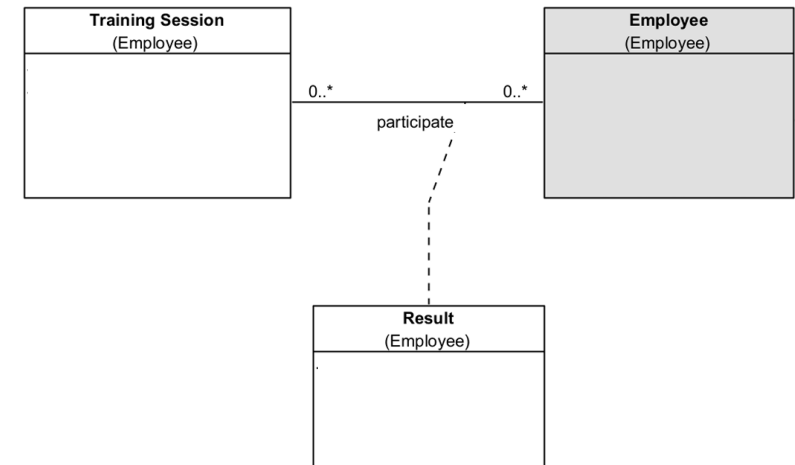 Training Session
(Employee)
Employee
(Employee)
0..*
0..*
participate
Result
(Employee)